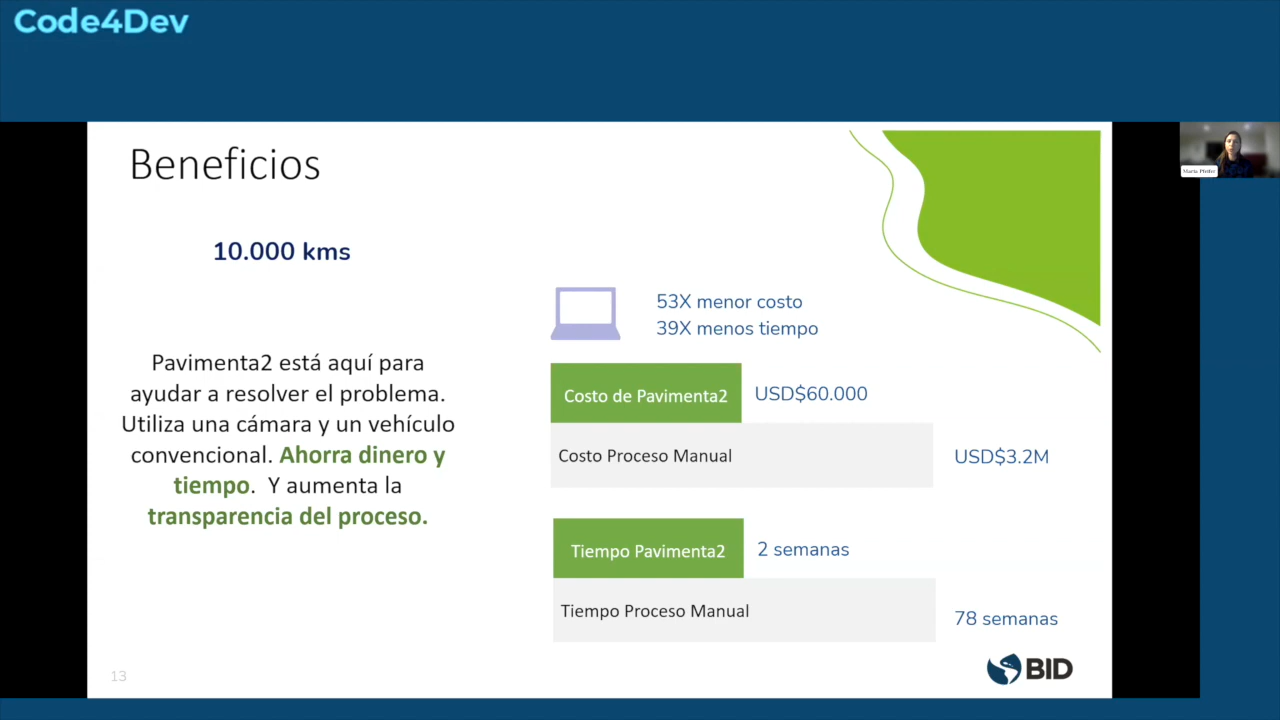 Code4Dev
Beneficios
10.000 kms
53X menor costo
39X menos tiempo
Pavimenta2 está aquí para
ayudar a resolver el problema.
Utiliza una cámara y un vehículo
convencional. Ahorra dinero y
tiempo. Y aumenta la
transparencia del proceso.
Costo de Pavimenta2
USD$60.000
Costo Proceso Manual
USD$3.2M
Tiempo Pavimenta2
2 semanas
Tiempo Proceso Manual
78 semanas
13
BID
Maria Pfeifer